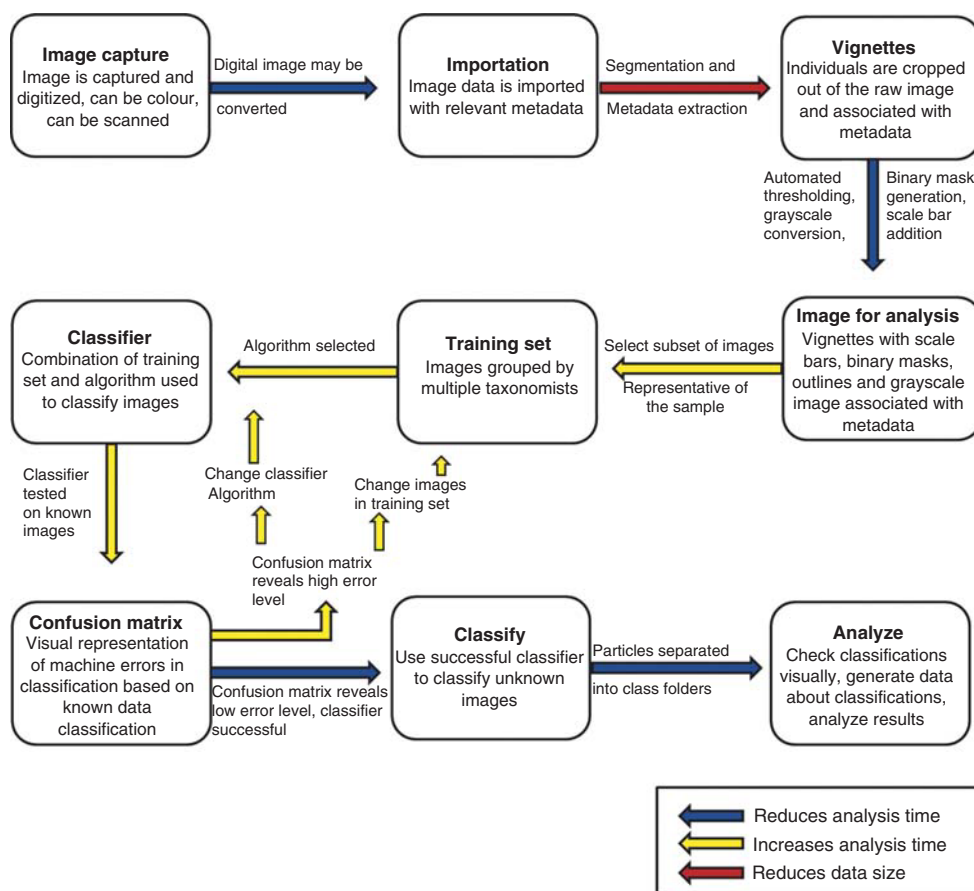 Image capture
Image is captured and
digitized, can be colour,
can be scanned
Digital image may be
converted
Importation
Image data is imported
with relevant metadata
Segmentation and
Metadata extraction
Vignettes
Individuals are cropped
out of the raw image
and associated with
metadata
Automated
thresholding,
grayscale
conversion,
Binary mask
generation,
scale bar
addition
Image for analysis
Vignettes with scale
bars, binary masks,
outlines and grayscale
image associated with
metadata
Select subset of images
Representative of
the sample
Training set
Images grouped by
multiple taxonomists
Algorithm selected
Classifier
Combination of training
set and algorithm used
to classify images
Classifier
tested
on known
images
Change classifier
Algorithm
Change images
in training set
Confusion matrix
reveals high error
level
Confusion matrix
Visual representation
of machine errors in
classification based on
known data
classification
Confusion matrix reveals
low error level, classifier
successful
Classify
Use successful classifier
to classify unknown
images
Particles separated
into class folders
Analyze
Check classifications
visually, generate data
about classifications,
analyze results
Reduces analysis time
Increases analysis time
Reduces data size